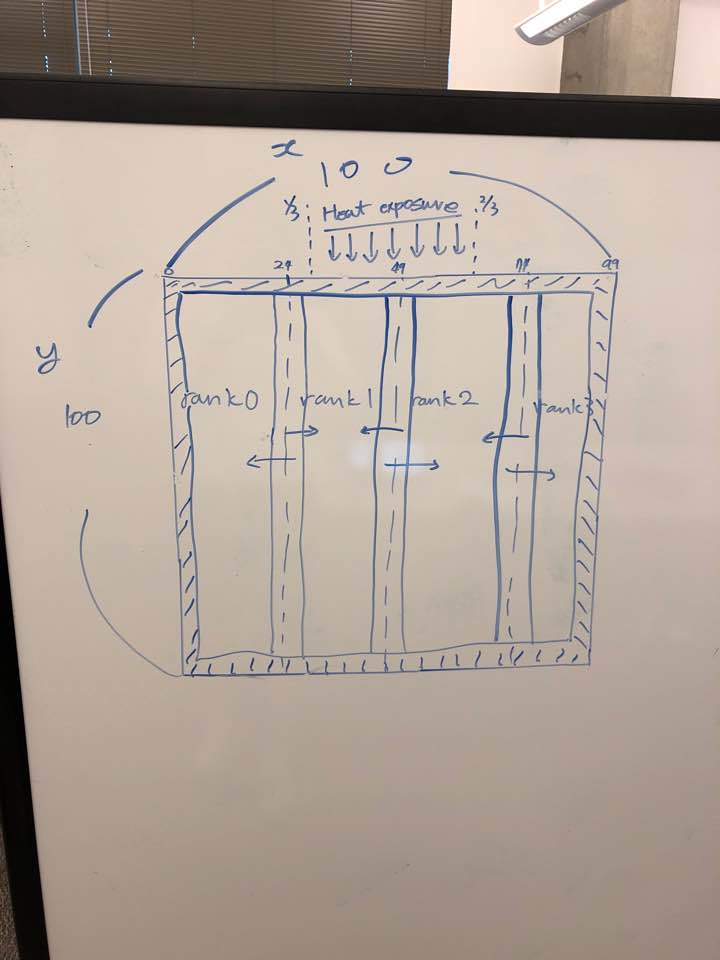 x
100
1/3 Heat exposure 2/3
0 24 49 99
y
100
rank0 rank1 rank2 rank3